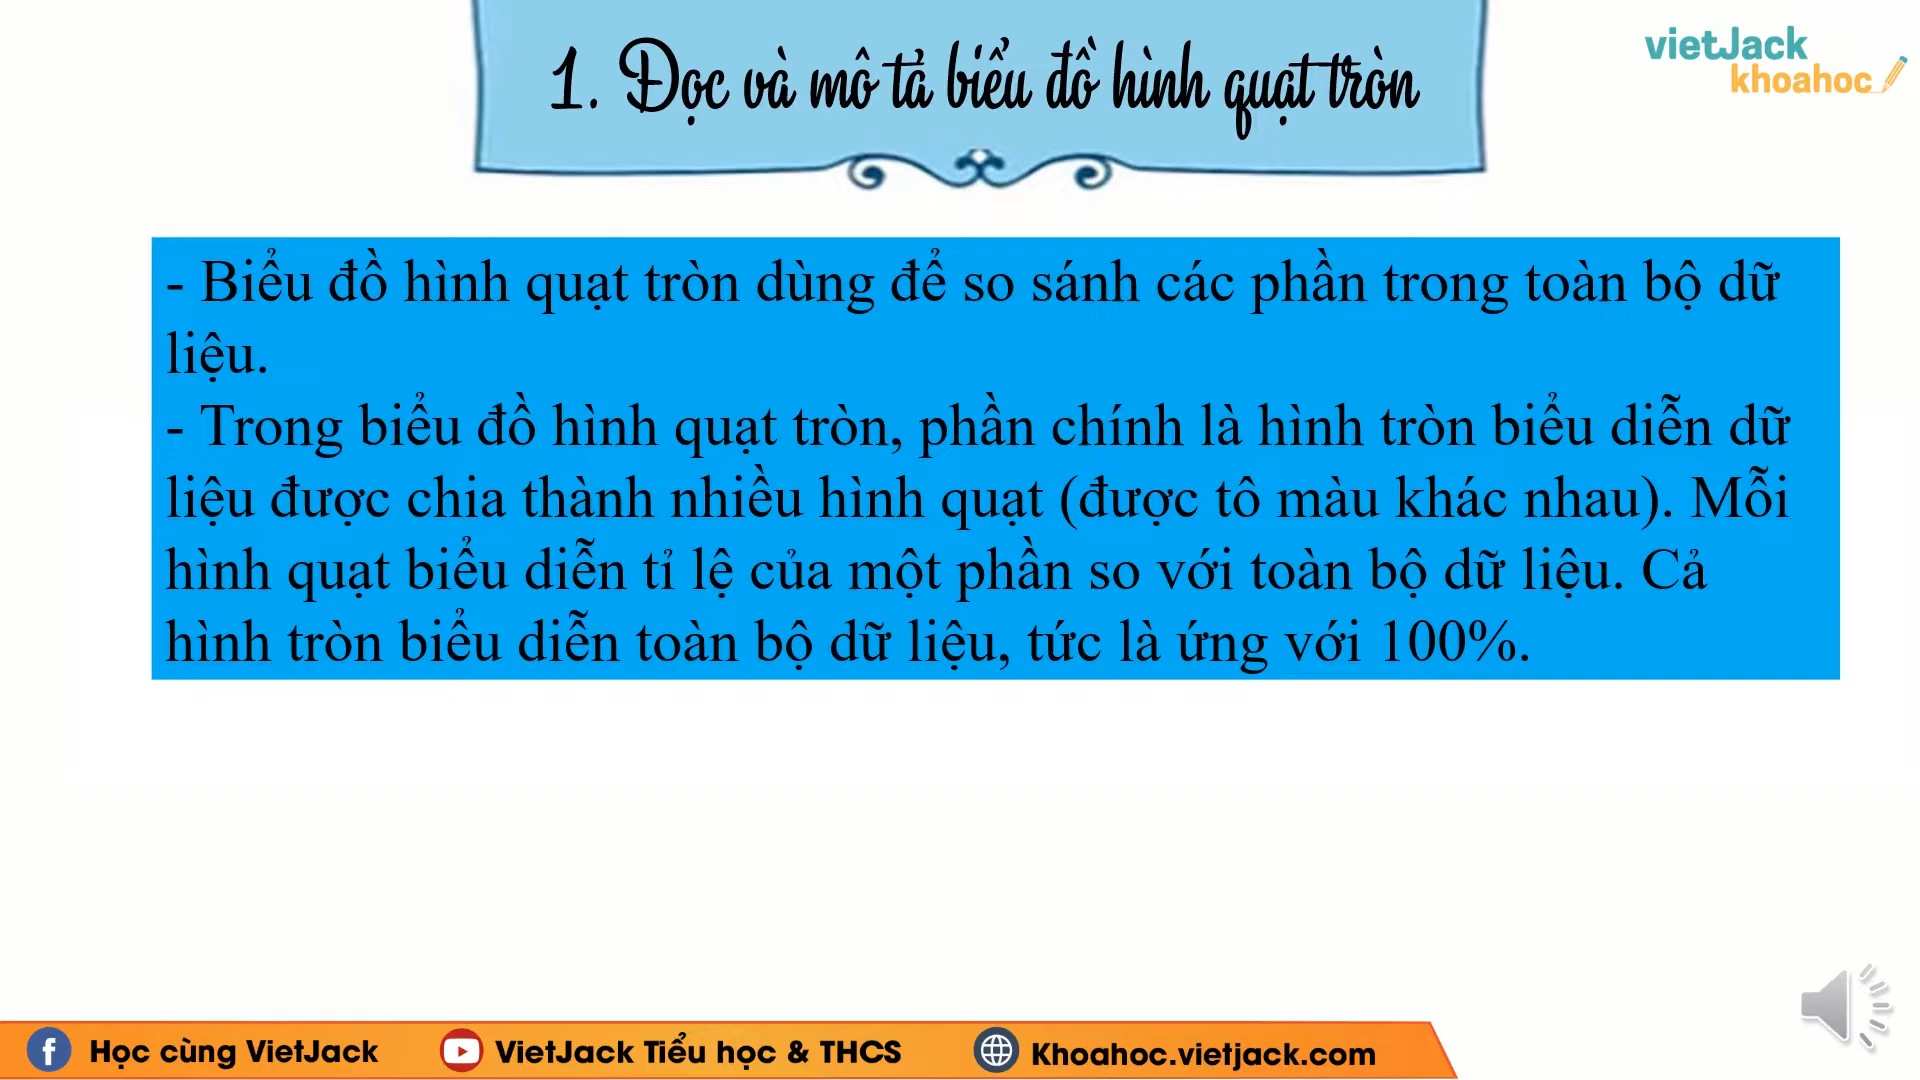 1. Đọc và mô tả biểu đồ hình quạt tròn
vietJack
khoahoc
- Biểu đồ hình quạt tròn dùng để so sánh các phần trong toàn bộ dữ
liệu.
- Trong biểu đồ hình quạt tròn, phần chính là hình tròn biểu diễn dữ
liệu được chia thành nhiều hình quạt (được tô màu khác nhau). Mỗi
hình quạt biểu diễn tỉ lệ của một phần so với toàn bộ dữ liệu. Cả
hình tròn biểu diễn toàn bộ dữ liệu, tức là ứng với 100%.
Học cùng VietJack
VietJack Tiểu học & THCS
Khoahoc.vietjack.com